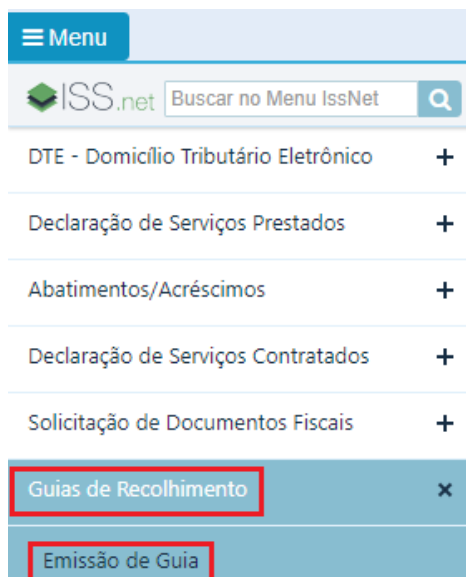 Menu
ISS.net Buscar no Menu IssNet
DTE - Domicílio Tributário Eletrônico
Declaração de Serviços Prestados
Abatimentos/Acréscimos
Declaração de Serviços Contratados
Solicitação de Documentos Fiscais
Guias de Recolhimento
Emissão de Guia